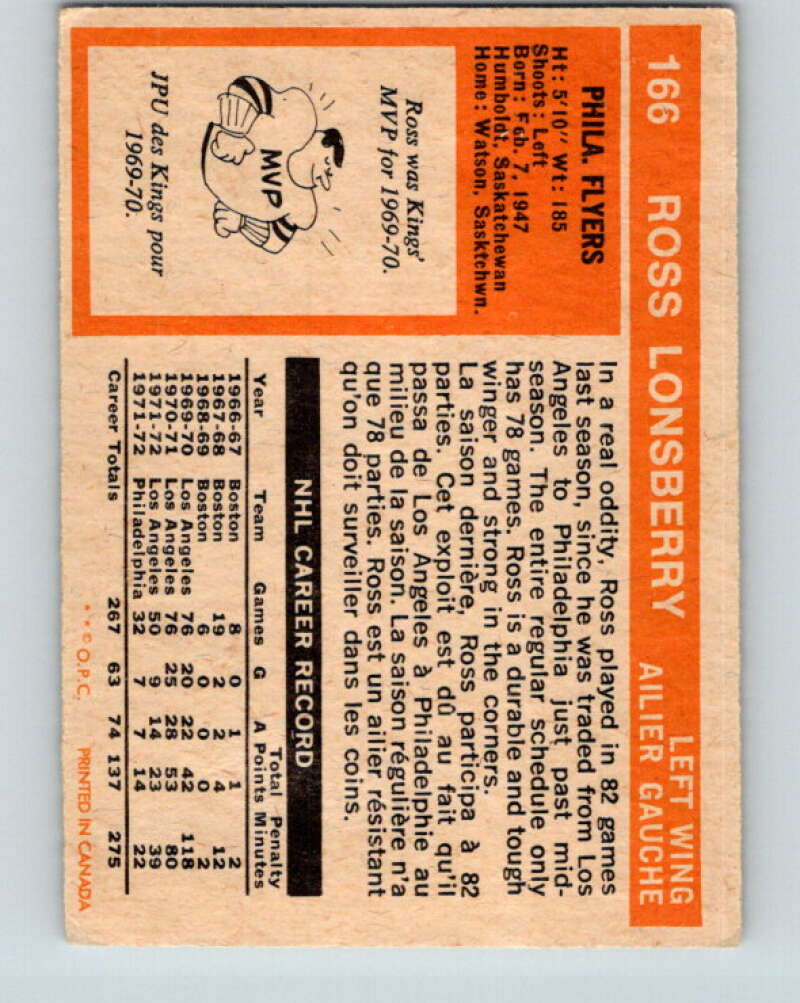 166 ROSS LONSBERRY LEFT WING
AILIER GAUCHE
PHILA. FLYERS
Ht: 5'10" Wt: 185
Shoots: Left
Born: Feb. 7, 1947
Humboldt, Saskatchewan
Home: Watson, Sasktchwn.
Ross was Kings'
MVP for 1969-70.
MVP
JPU des Kings pour
1969-70.
In a real oddity, Ross played in 82 games
last season, since he was traded from Los
Angeles to Philadelphia just past mid-
season. The entire regular schedule only
has 78 games. Ross is a durable and tough
winger and strong in the corners.
La saison dernière, Ross participa à 82
parties. Cet exploit est dû au fait qu'il
passa de Los Angeles à Philadelphie au
milieu de la saison. La saison régulière n'a
que 78 parties. Ross est un ailier résistant
qu'on doit surveiller dans les coins.
NHL CAREER RECORD
Total Penalty
Year Team Games G A Points Minutes
1966-67 Boston 8 0 1 1 2
1967-68 Boston 19 2 2 4 12
1968-69 Boston 6 0 0 0 2
1969-70 Los Angeles 76 20 22 42 118
1970-71 Los Angeles 76 25 28 53 80
1971-72 Los Angeles 50 9 14 23 39
1971-72 Philadelphia 32 7 7 14 22
Career Totals 267 63 74 137 275
* * © O.P.C. PRINTED IN CANADA